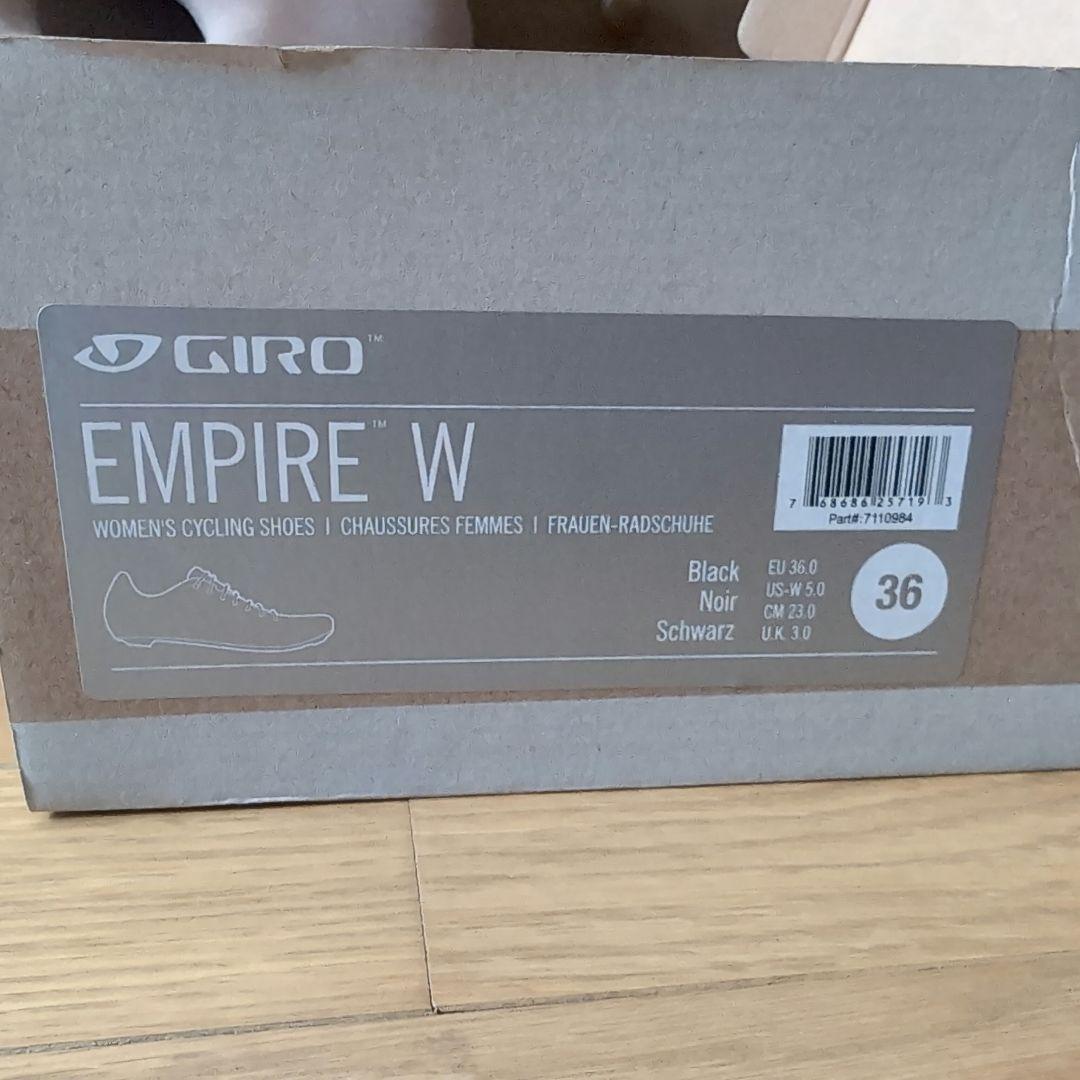 GIRO™
EMPIRE™ W
WOMEN'S CYCLING SHOES | CHAUSSURES FEMMES | FRAUEN-RADSCHUHE
7 68686 25719 3
Part#:7110984
Black
Noir
Schwarz
EU 36.0
US-W 5.0
CM 23.0
U.K. 3.0
36